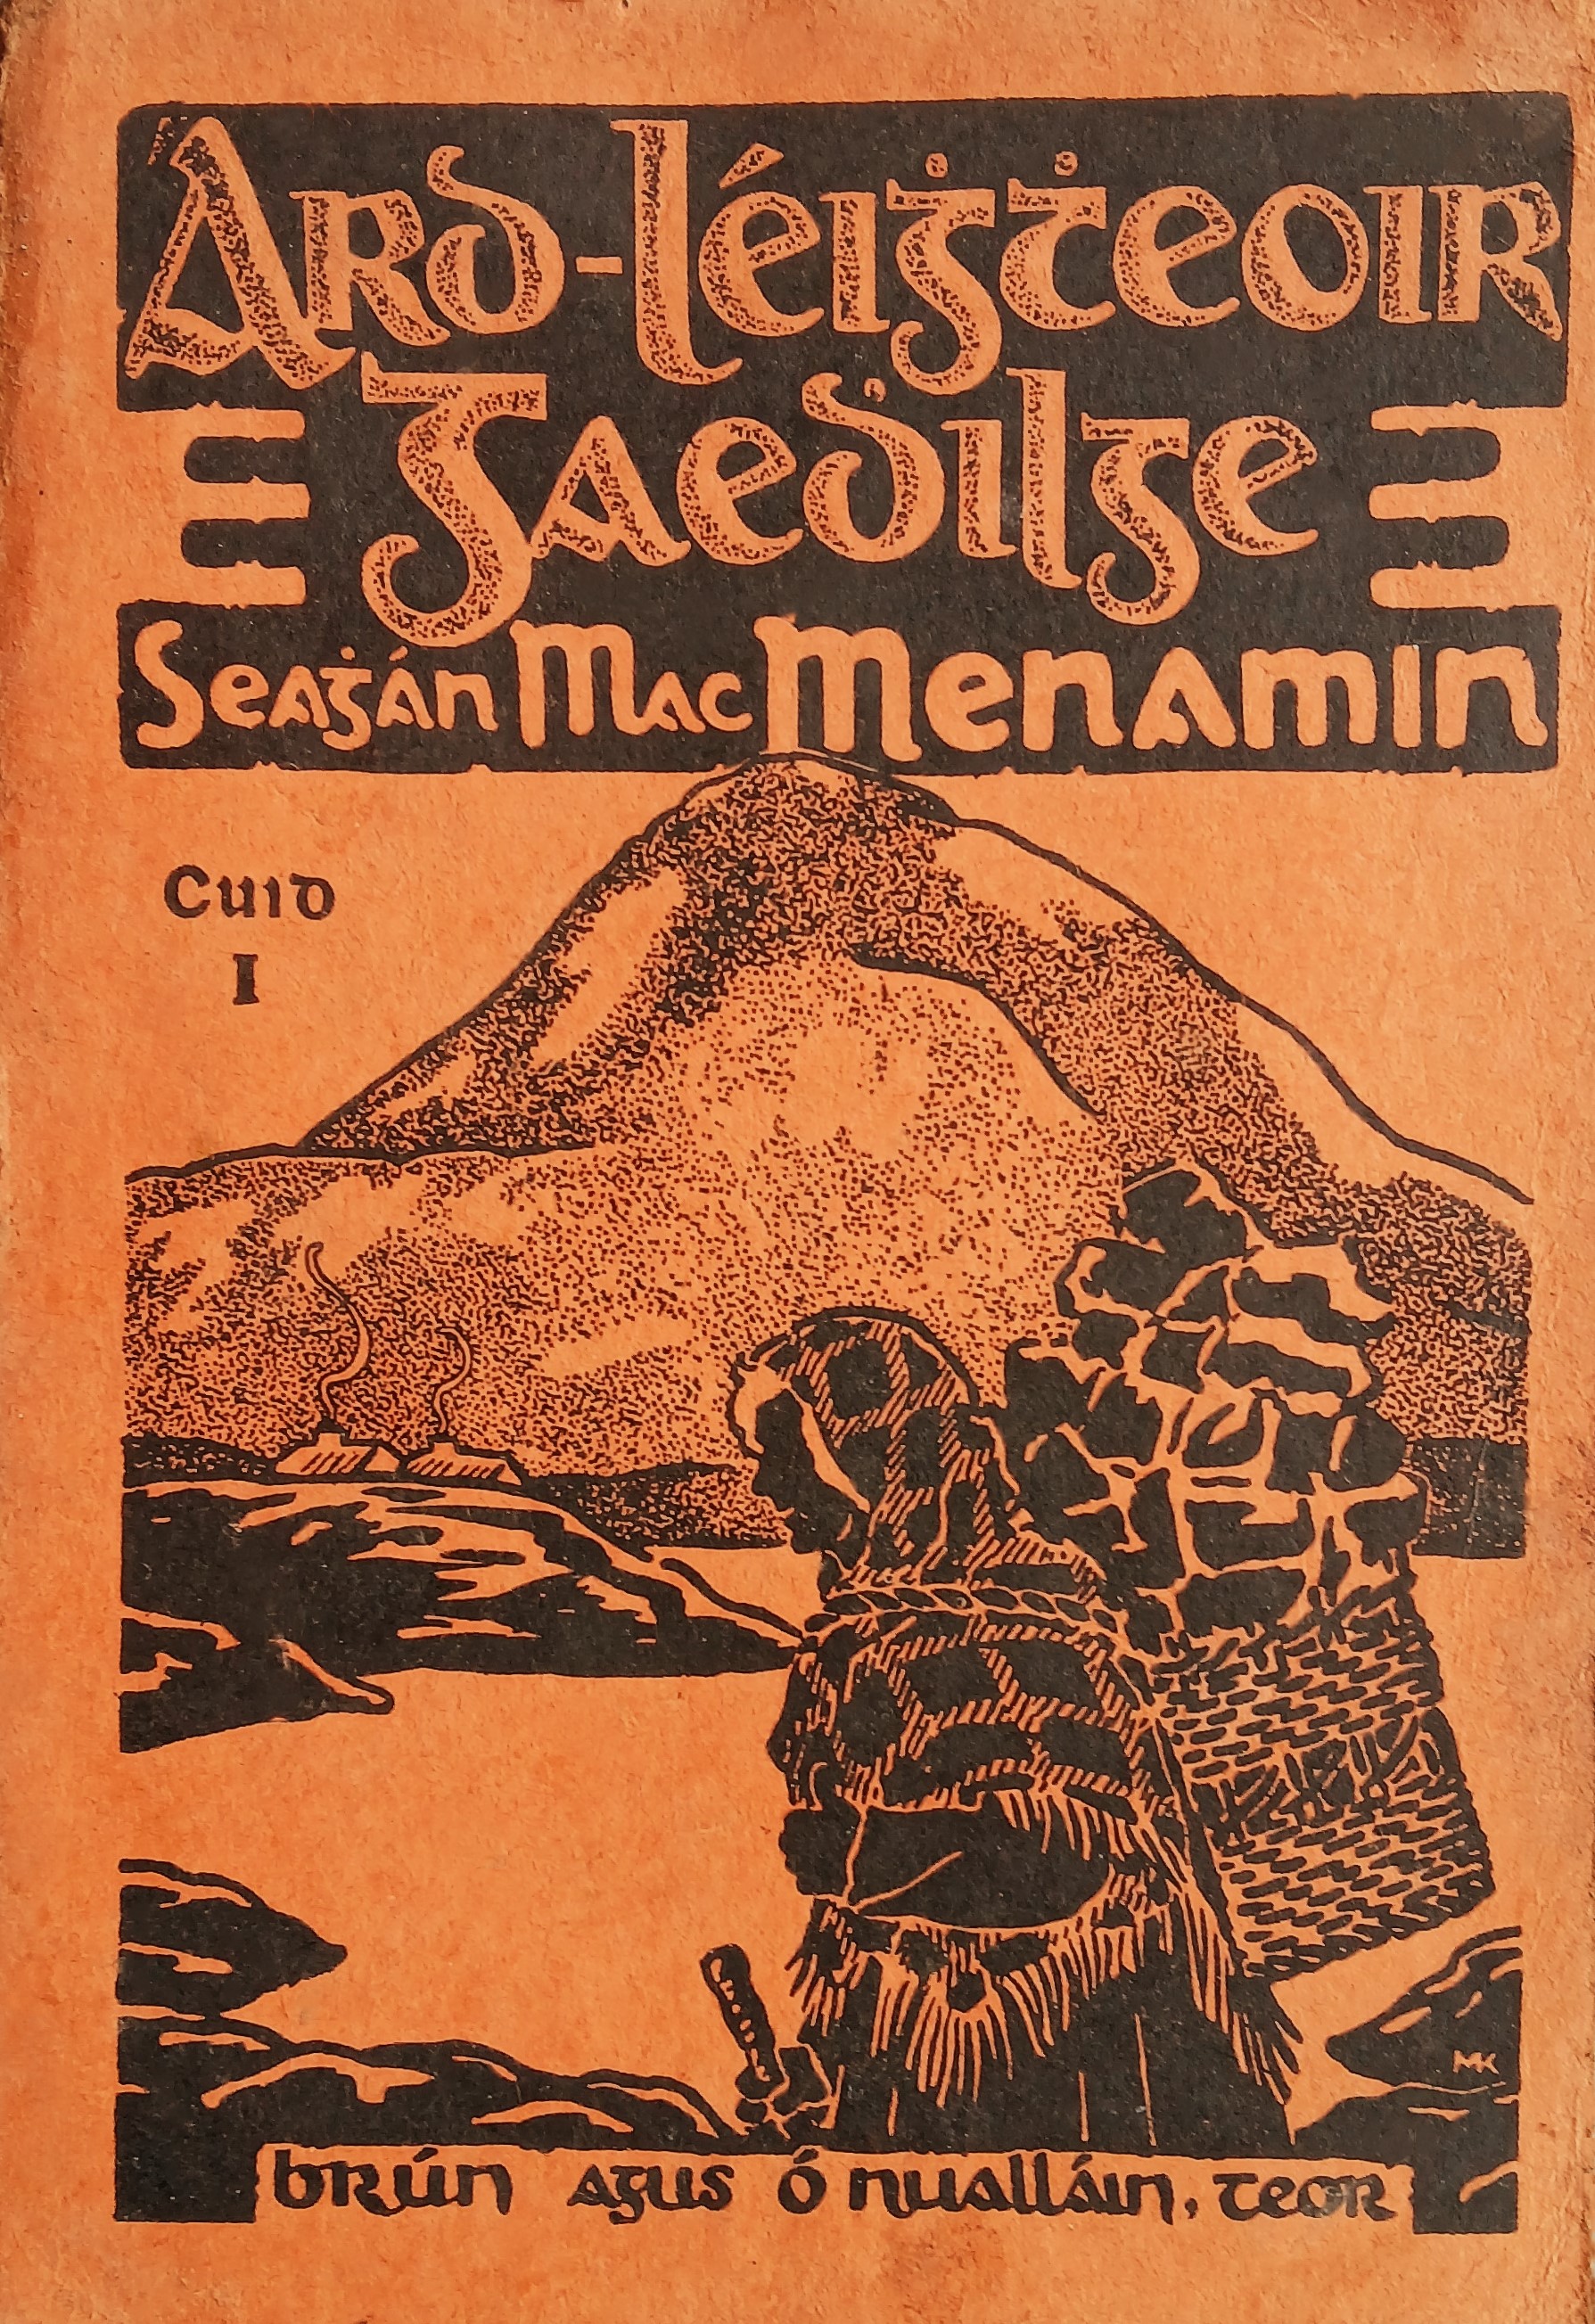 Ard-léiġṫeoir
Gaeḋilge
Seaġán Mac Menamin
Cuid
I
MK
brún agus ó nualláin, teor